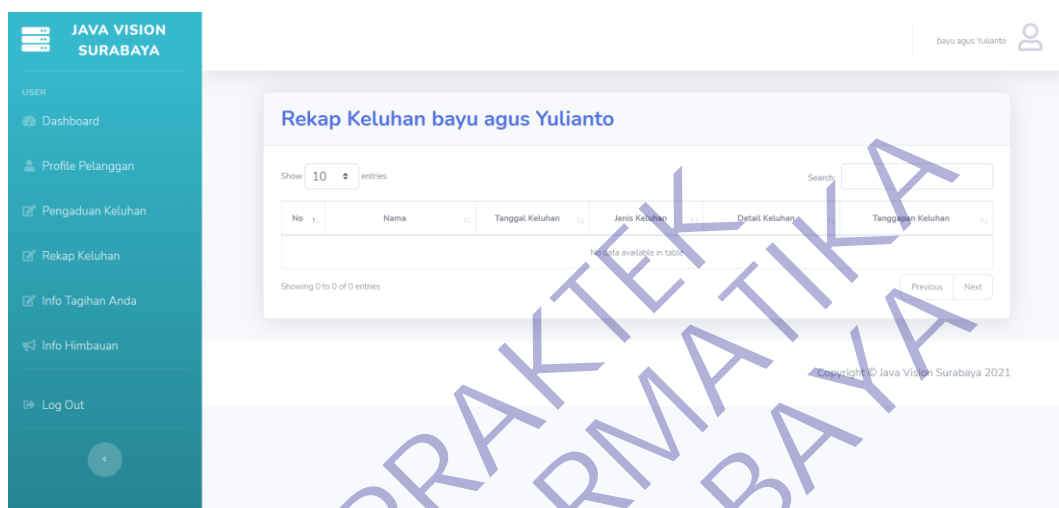 JAVA VISION
SURABAYA
bayu agus Yulianto
USER
Dashboard
Profile Pelanggan
Pengaduan Keluhan
Rekap Keluhan
Info Tagihan Anda
Info Himbauan
Log Out
Rekap Keluhan bayu agus Yulianto
Show 10 entries
Search:
No Nama Tanggal Keluhan Jenis Keluhan Detail Keluhan Tanggapan Keluhan
No data available in table
Showing 0 to 0 of 0 entries
Previous Next
Copyright © Java Vision Surabaya 2021
PRAKTEK
RMATIKA
BAYA